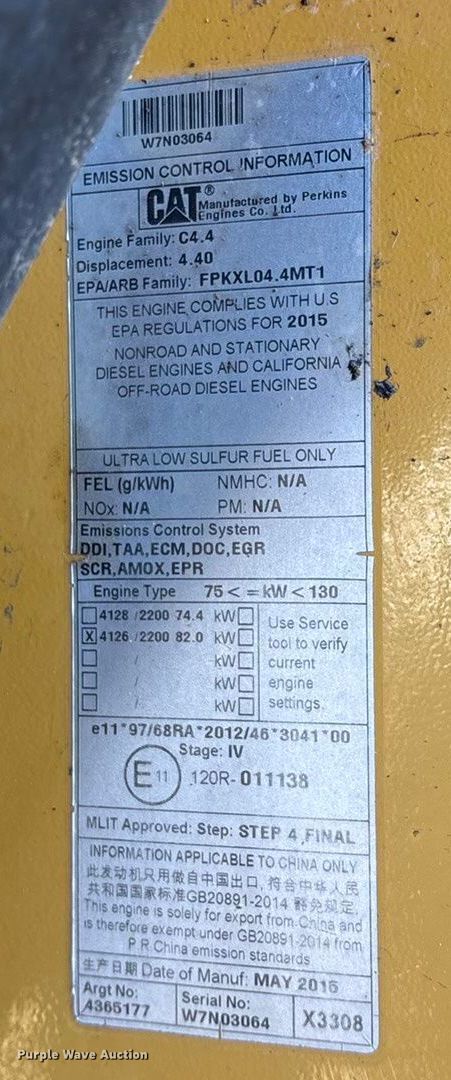 W7N03064
EMISSION CONTROL INFORMATION
CAT® Manufactured by Perkins
Engines Co. Ltd.
Engine Family: C4.4
Displacement: 4.40
EPA/ARB Family: FPKXL04.4MT1
THIS ENGINE COMPLIES WITH U.S
EPA REGULATIONS FOR 2015
NONROAD AND STATIONARY
DIESEL ENGINES AND CALIFORNIA
OFF-ROAD DIESEL ENGINES
ULTRA LOW SULFUR FUEL ONLY
FEL (g/kWh) NMHC: N/A
NOx: N/A PM: N/A
Emissions Control System
DDI,TAA,ECM,DOC,EGR
SCR,AMOX,EPR
Engine Type 75 < = kW < 130
4128 /2200 74.4 kW
X 4126 /2200 82.0 kW
/ kW
/ kW
/ kW
Use Service
tool to verify
current
engine
settings.
e11*97/68RA*2012/46*3041*00
Stage: IV
E 11 120R-011138
MLIT Approved: Step: STEP 4 FINAL
INFORMATION APPLICABLE TO CHINA ONLY
此发动机只用做自中国出口, 符合中华人民
共和国国家标准GB20891-2014 豁免规定.
This engine is solely for export from China and
is therefore exempt under GB20891-2014 from
P.R.China emission standards
生产日期 Date of Manuf: MAY 2015
Argt No:
4365177
Serial No:
W7N03064
X3308
Purple Wave Auction